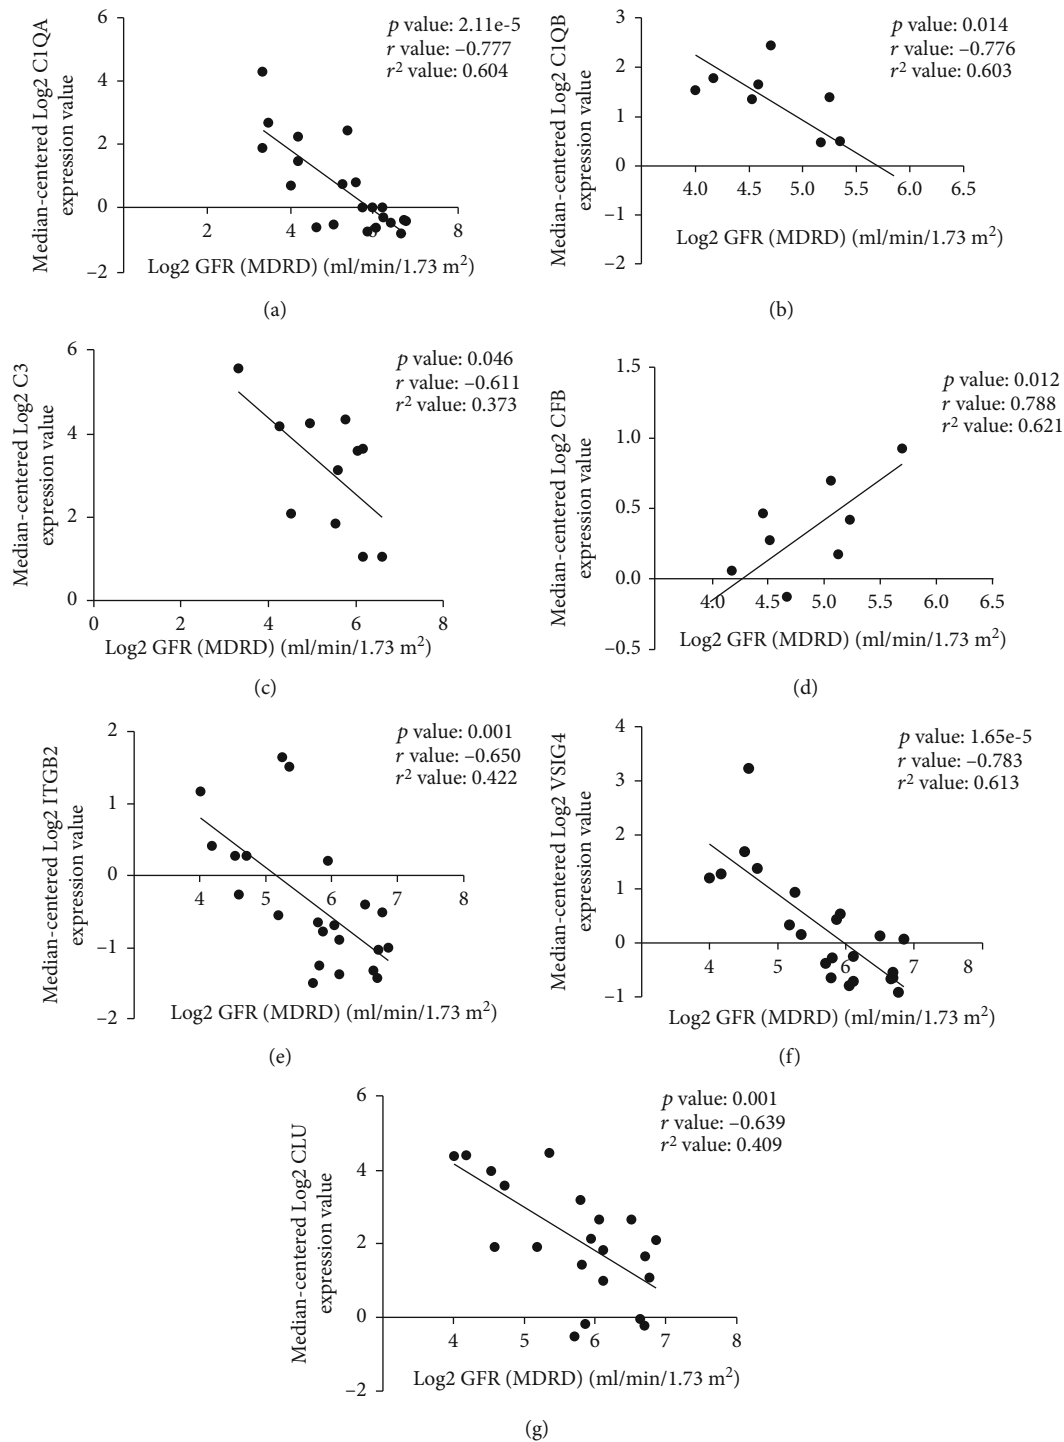 Median-centered Log2 C1QA
expression value
6
4
2
0
−2
2
4
6
8
p value: 2.11e-5
r value: −0.777
r² value: 0.604
Log2 GFR (MDRD) (ml/min/1.73 m²)
(a)
Median-centered Log2 C1QB
expression value
3
2
1
0
−1
−2
4.0
4.5
5.0
5.5
6.0
6.5
p value: 0.014
r value: −0.776
r² value: 0.603
Log2 GFR (MDRD) (ml/min/1.73 m²)
(b)
Median-centered Log2 C3
expression value
6
4
2
0
0
2
4
6
8
p value: 0.046
r value: −0.611
r² value: 0.373
Log2 GFR (MDRD) (ml/min/1.73 m²)
(c)
Median-centered Log2 CFB
expression value
1.5
1.0
0.5
0.0
−0.5
4.0
4.5
5.0
5.5
6.0
6.5
p value: 0.012
r value: 0.788
r² value: 0.621
Log2 GFR (MDRD) (ml/min/1.73 m²)
(d)
Median-centered Log2 ITGB2
expression value
2
1
0
−1
−2
4
5
6
7
8
p value: 0.001
r value: −0.650
r² value: 0.422
Log2 GFR (MDRD) (ml/min/1.73 m²)
(e)
Median-centered Log2 VSIG4
expression value
4
3
2
1
0
−1
4
5
6
7
8
p value: 1.65e-5
r value: −0.783
r² value: 0.613
Log2 GFR (MDRD) (ml/min/1.73 m²)
(f)
Median-centered Log2 CLU
expression value
6
4
2
0
−2
4
5
6
7
8
p value: 0.001
r value: −0.639
r² value: 0.409
Log2 GFR (MDRD) (ml/min/1.73 m²)
(g)